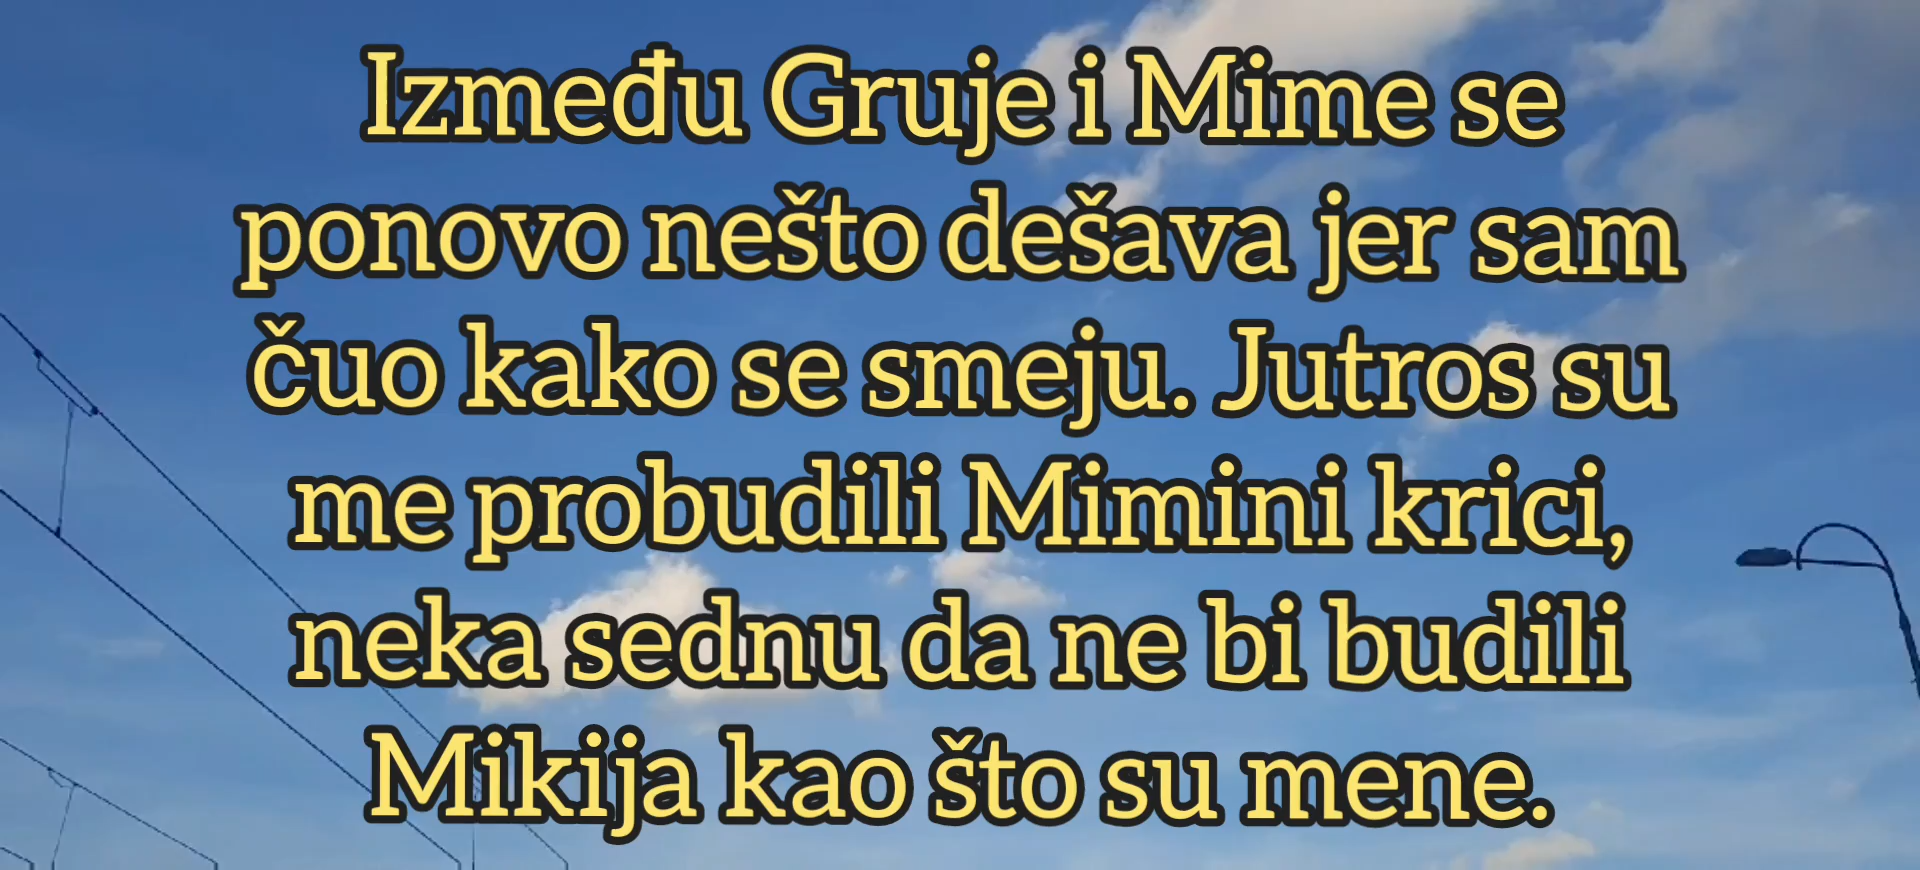 Između Gruje i Mime se
ponovo nešto dešava jer sam
čuo kako se smeju. Jutros su
me probudili Mimini krici,
neka sednu da ne bi budili
Mikija kao što su mene.